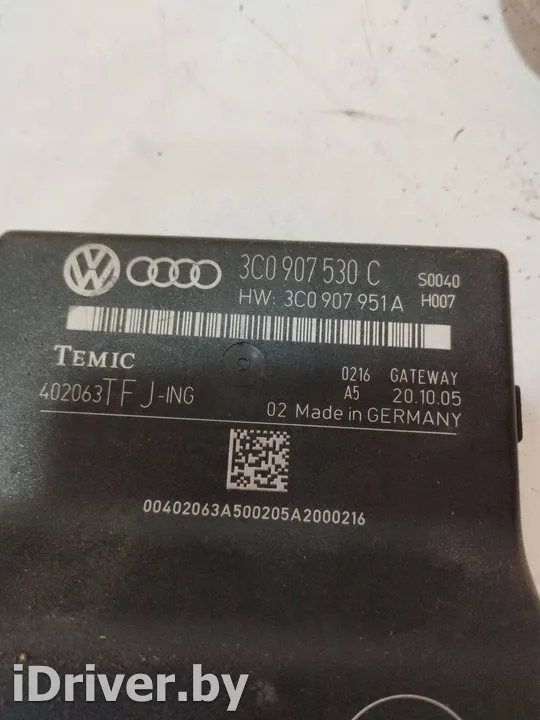 3C0 907 530 C S0040
HW: 3C0 907 951 A H007
TEMIC
0216 GATEWAY
402063TFJ-ING A5 20.10.05
02 Made in GERMANY
00402063A500205A2000216
iDriver.by